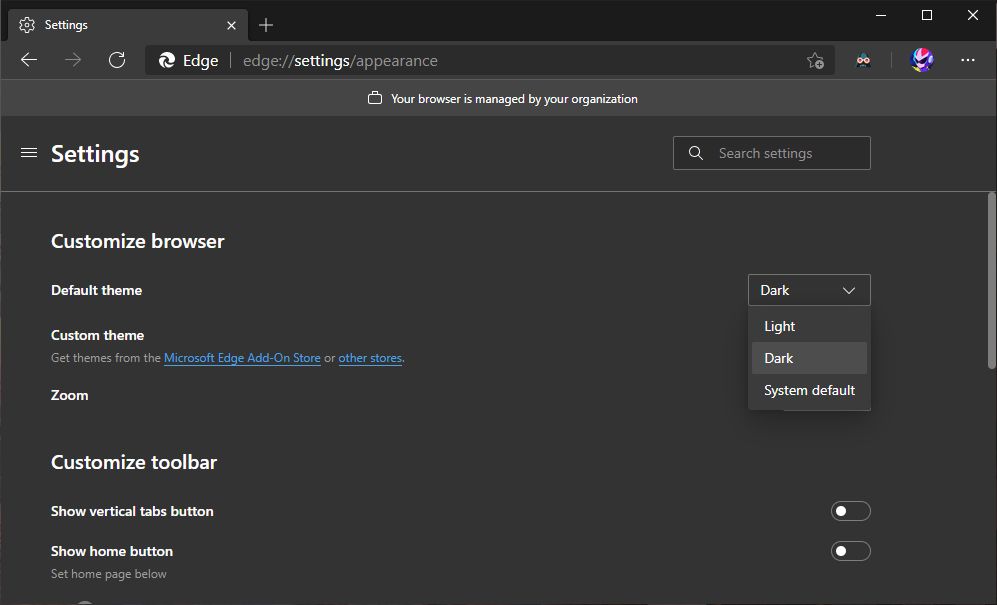 Settings
Edge edge://settings/appearance
Your browser is managed by your organization
Settings
Search settings
Customize browser
Default theme
Dark
Light
Dark
System default
Custom theme
Get themes from the Microsoft Edge Add-On Store or other stores.
Zoom
Customize toolbar
Show vertical tabs button
Show home button
Set home page below